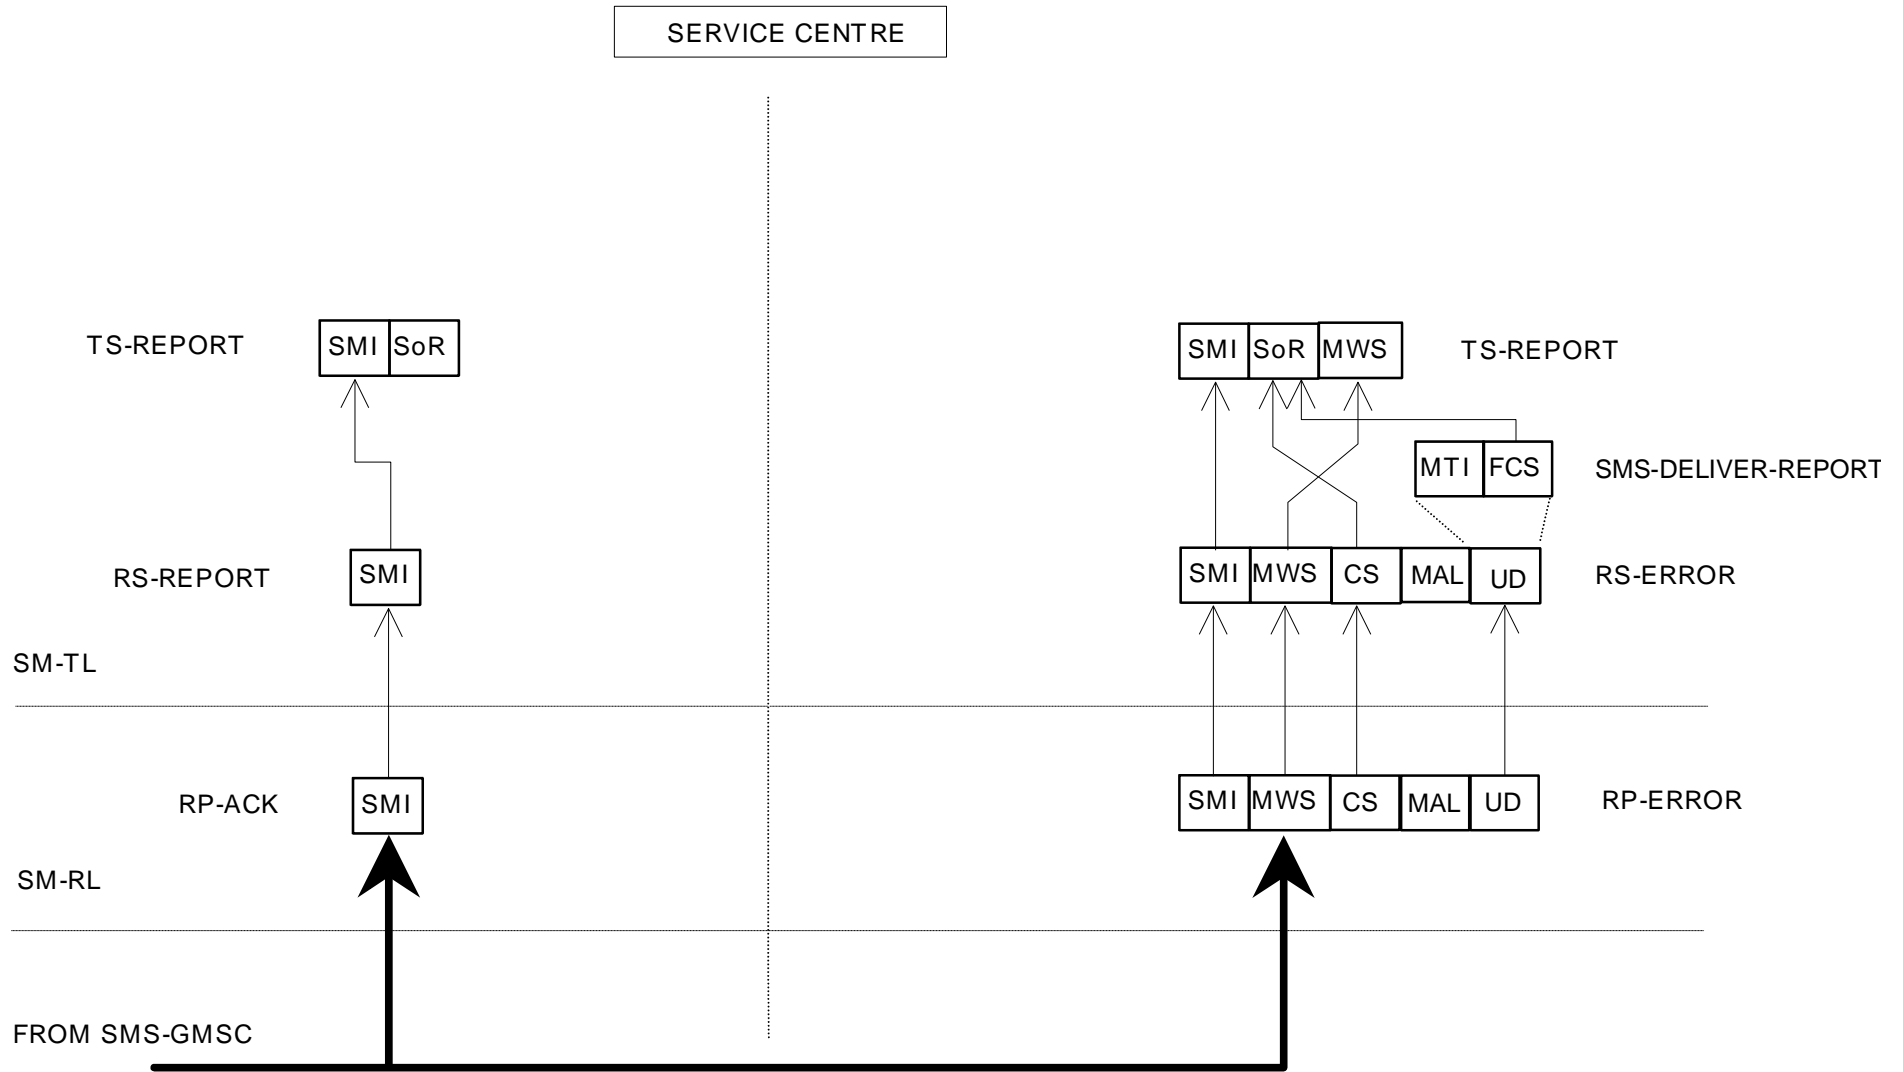 SERVICE CENTRE
TS-REPORT SMI SoR SMI SoR MWS TS-REPORT
MTI FCS SMS-DELIVER-REPORT
RS-REPORT SMI SMI MWS CS MAL UD RS-ERROR
SM-TL
RP-ACK SMI SMI MWS CS MAL UD RP-ERROR
SM-RL
FROM SMS-GMSC